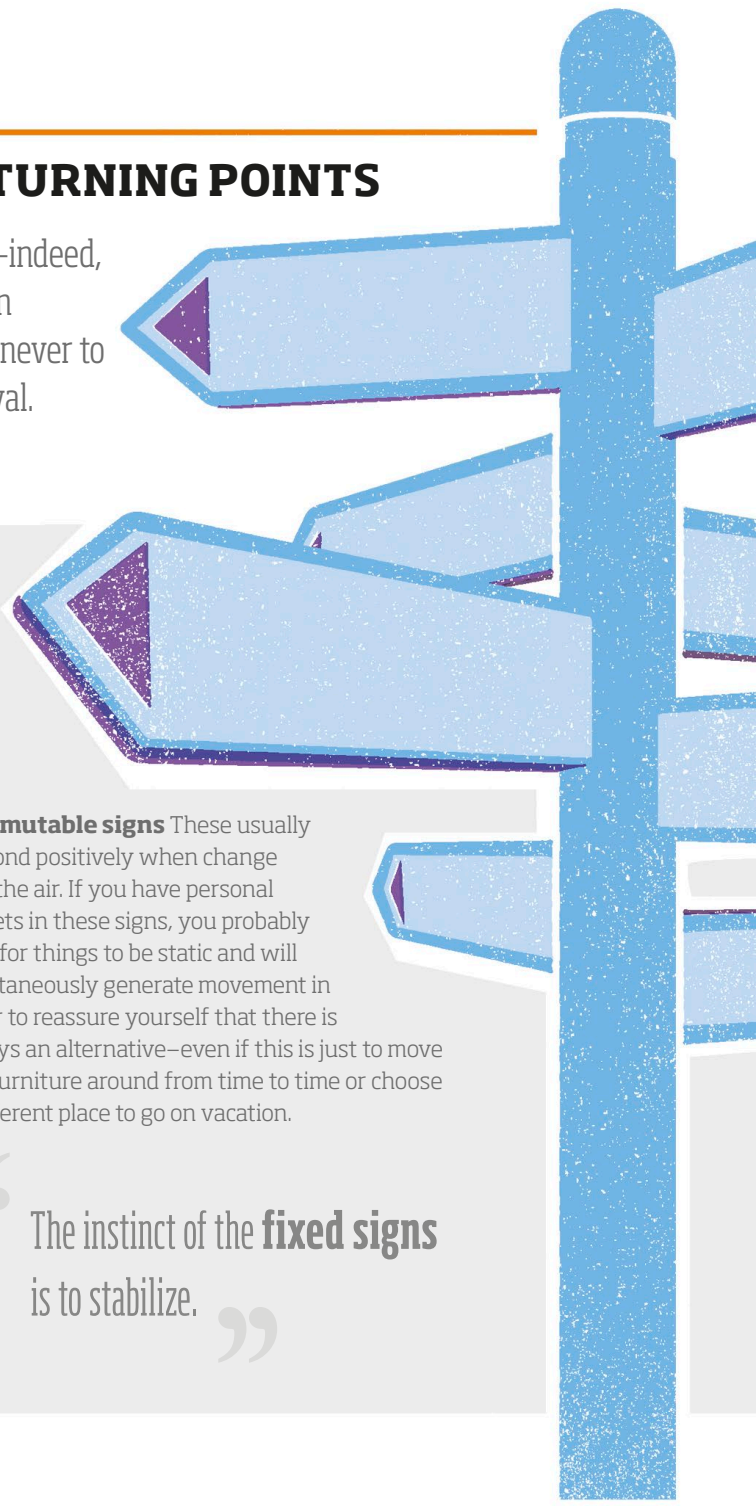 TURNING POINTS
–indeed,
n
never to
val.
mutable signs These usually
ond positively when change
the air. If you have personal
ets in these signs, you probably
for things to be static and will
taneously generate movement in
r to reassure yourself that there is
ys an alternative–even if this is just to move
urniture around from time to time or choose
erent place to go on vacation.
The instinct of the fixed signs
is to stabilize. ”